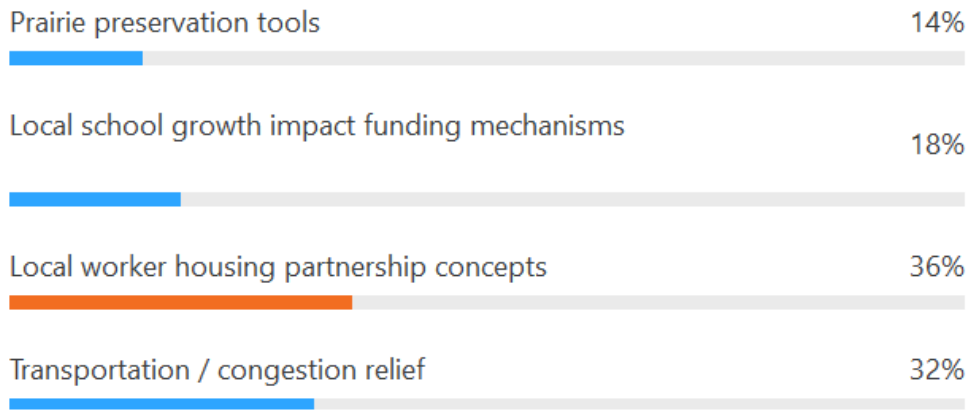 Prairie preservation tools 14%
Local school growth impact funding mechanisms 18%
Local worker housing partnership concepts 36%
Transportation / congestion relief 32%